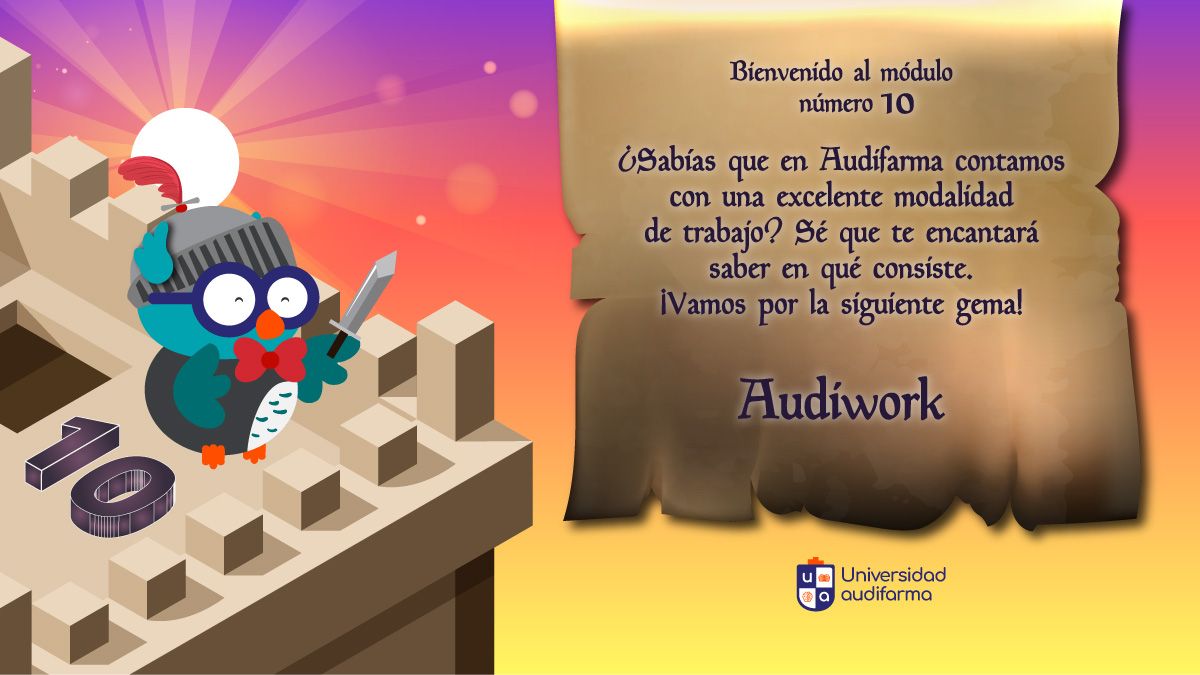 Bienvenido al módulo
número 10
¿Sabías que en Audifarma contamos
con una excelente modalidad
de trabajo? Sé que te encantará
saber en qué consiste.
¡Vamos por la siguiente gema!
Audiwork
10
u
a
Universidad
audifarma